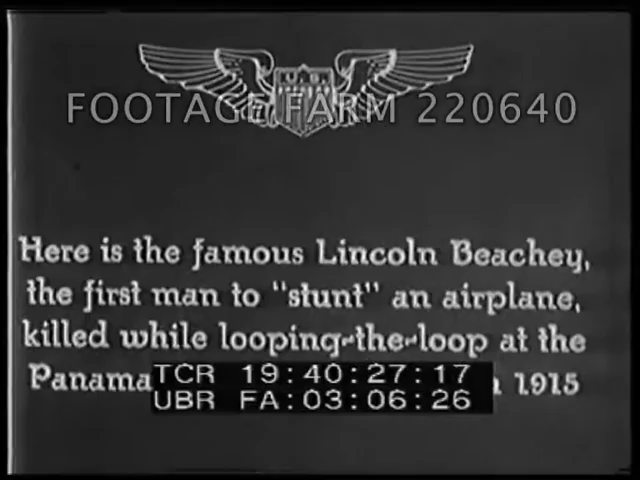 U.S.
FOOTAGE FARM 220640
Here is the famous Lincoln Beachey,
the first man to "stunt" an airplane,
killed while looping-the-loop at the
Panama 1915
TCR 19:40:27:17
UBR FA:03:06:26